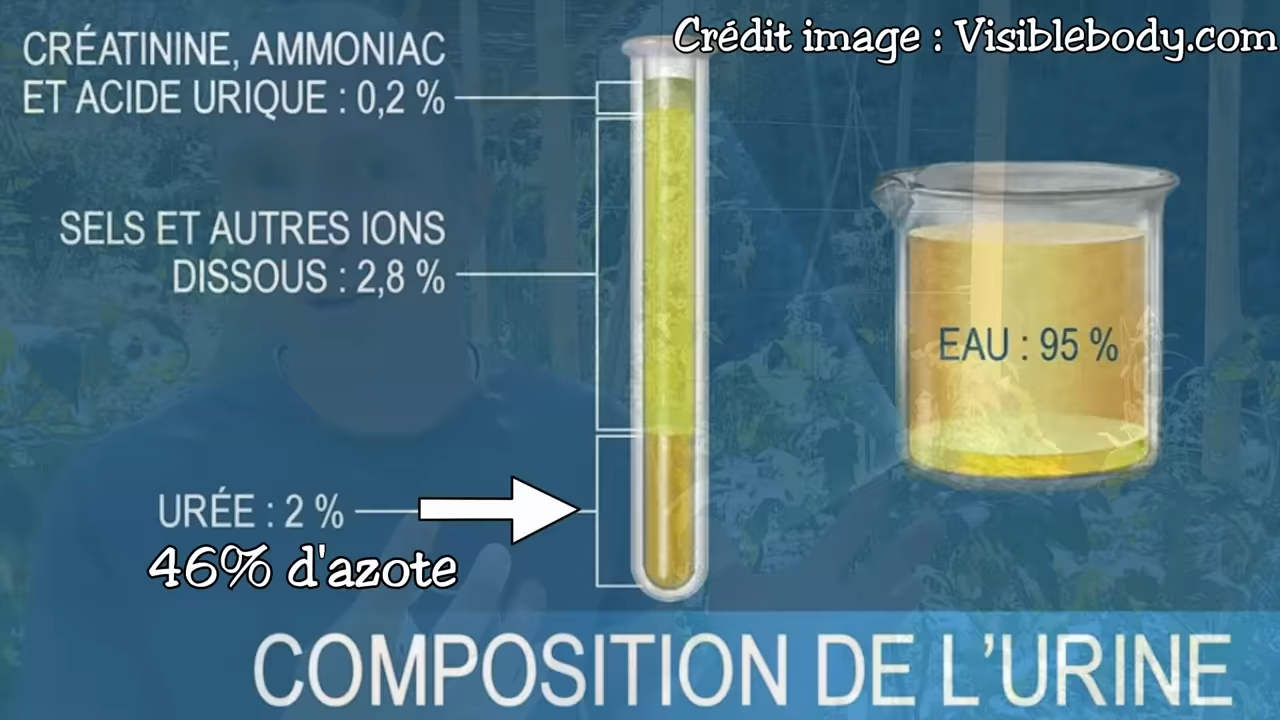 Crédit image : Visiblebody.com
CRÉATININE, AMMONIAC
ET ACIDE URIQUE : 0,2 %
SELS ET AUTRES IONS
DISSOUS : 2,8 %
EAU : 95 %
URÉE : 2 %
46% d'azote
COMPOSITION DE L’URINE